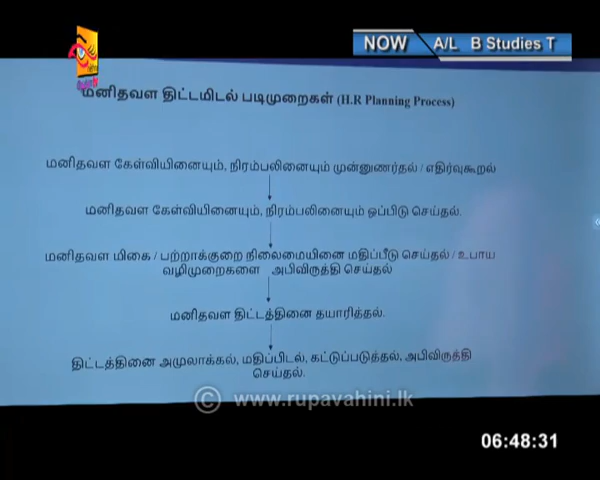 NOW A/L B Studies T
மனிதவள திட்டமிடல் படிமுறைகள் (H.R Planning Process)
மனிதவள கேள்வியினையும், நிரம்பலினையும் முன்னுணர்தல் / எதிர்வுகூறல்
மனிதவள கேள்வியினையும், நிரம்பலினையும் ஒப்பிடு செய்தல்.
மனிதவள மிகை / பற்றாக்குறை நிலைமையினை மதிப்பீடு செய்தல் / உபாய
வழிமுறைகளை அபிவிருத்தி செய்தல்
மனிதவள திட்டத்தினை தயாரித்தல்.
திட்டத்தினை அமுலாக்கல், மதிப்பிடல், கட்டுப்படுத்தல், அபிவிருத்தி
செய்தல்.
© www.rupavahini.lk
06:48:31